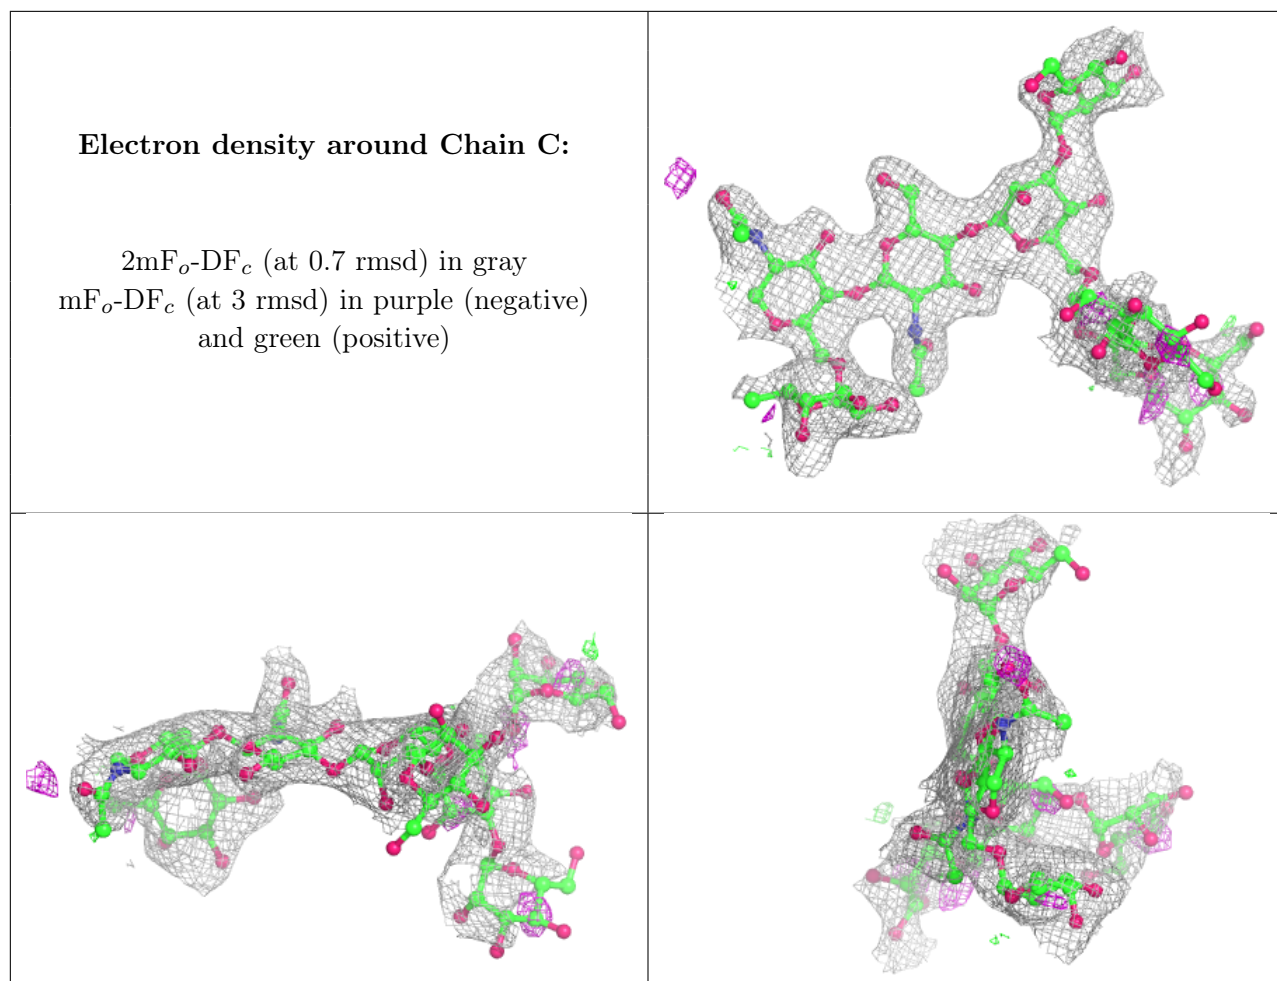 Electron density around Chain C:
2mFo-DFc (at 0.7 rmsd) in gray
mFo-DFc (at 3 rmsd) in purple (negative)
and green (positive)